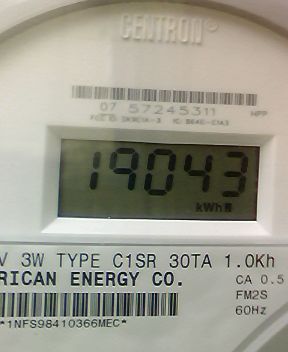 CENTRON®
07 57245311 HPP
19043
kWh
V 3W TYPE C1SR 30TA 1.0Kh
RICAN ENERGY CO.
CA 0.5
FM2S
60Hz
*1NFS98410366MEC*